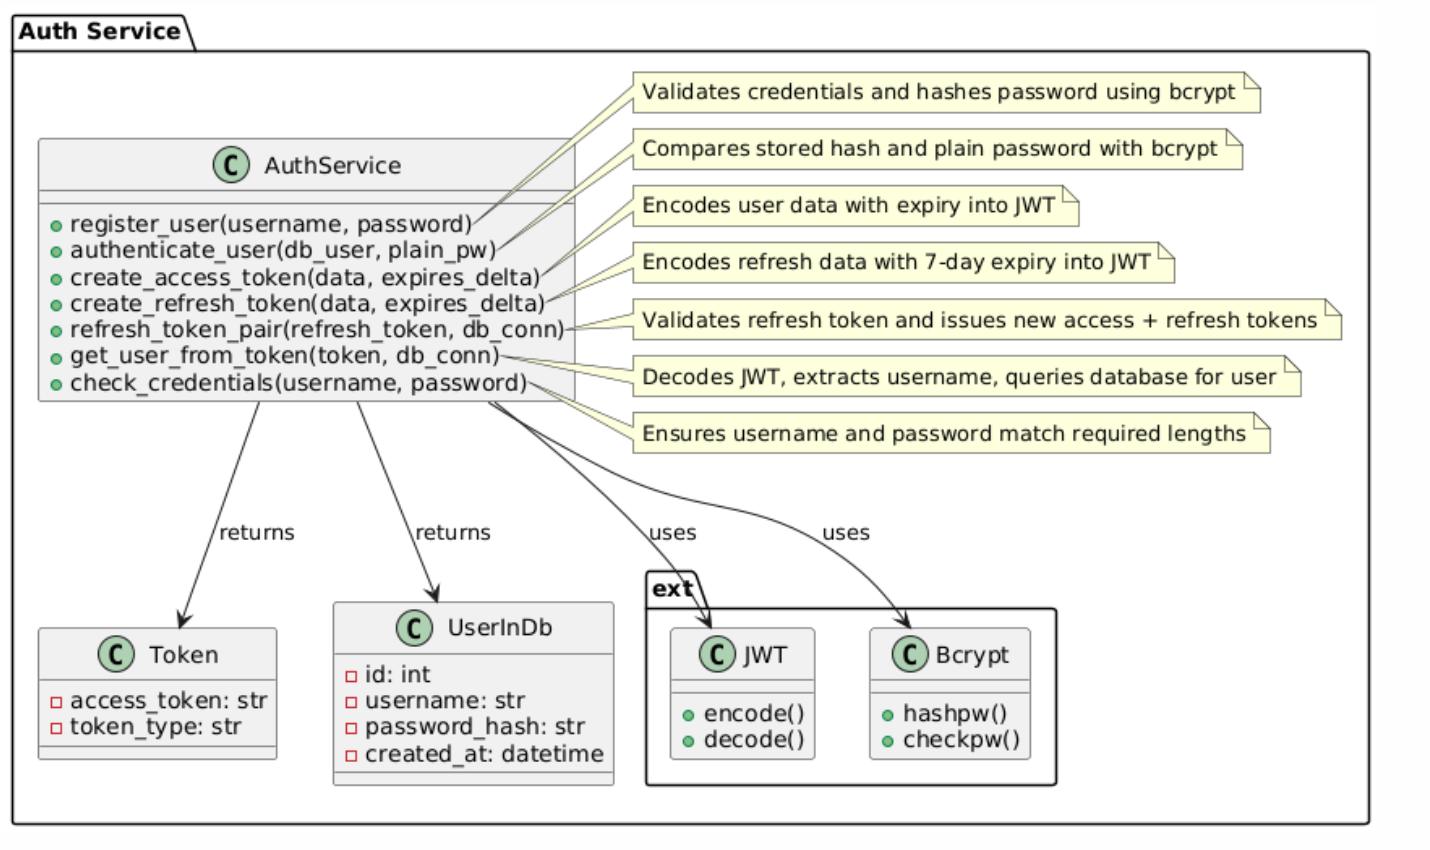 Auth Service
C AuthService
register_user(username, password)
authenticate_user(db_user, plain_pw)
create_access_token(data, expires_delta)
create_refresh_token(data, expires_delta)
refresh_token_pair(refresh_token, db_conn)
get_user_from_token(token, db_conn)
check_credentials(username, password)
Validates credentials and hashes password using bcrypt
Compares stored hash and plain password with bcrypt
Encodes user data with expiry into JWT
Encodes refresh data with 7-day expiry into JWT
Validates refresh token and issues new access + refresh tokens
Decodes JWT, extracts username, queries database for user
Ensures username and password match required lengths
returns
returns
uses
uses
C Token
access_token: str
token_type: str
C UserInDb
id: int
username: str
password_hash: str
created_at: datetime
ext
C JWT
encode()
decode()
C Bcrypt
hashpw()
checkpw()